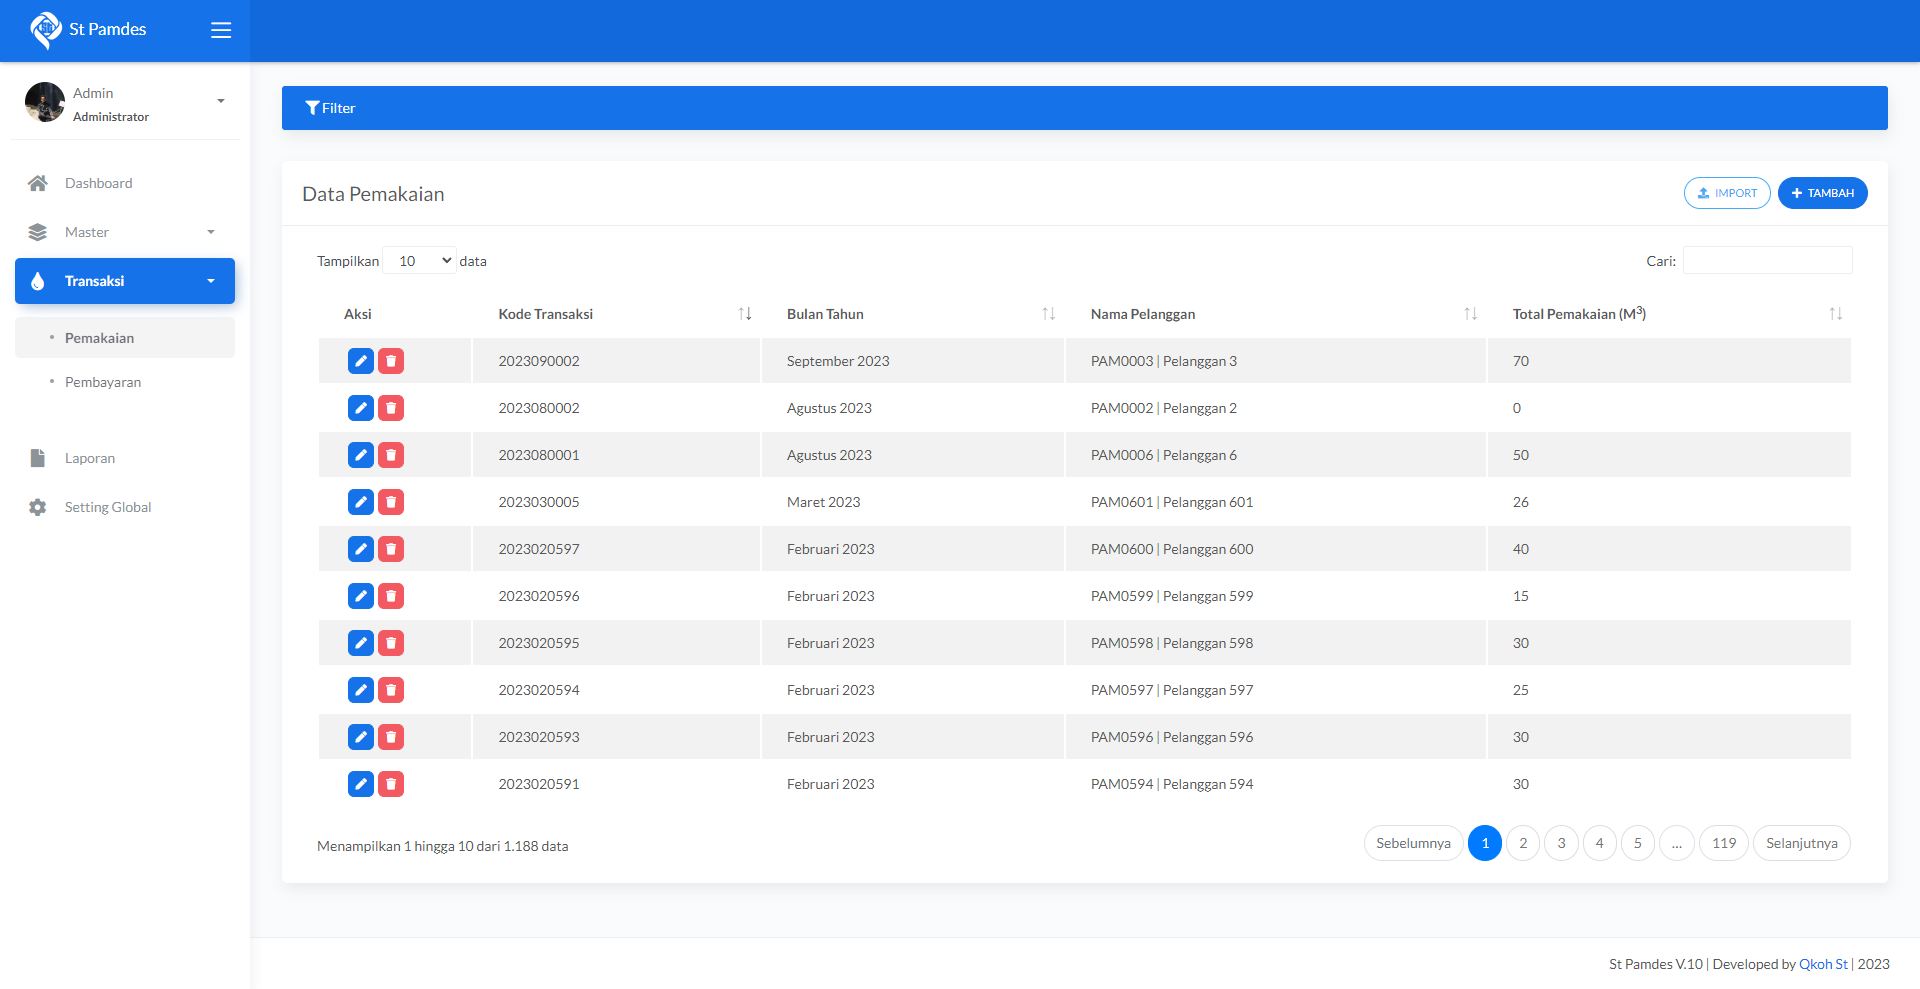 St Pamdes
Admin
Administrator
Dashboard
Master
Transaksi
Pemakaian
Pembayaran
Laporan
Setting Global
Filter
Data Pemakaian
IMPORT
TAMBAH
Tampilkan 10 data
Cari:
Aksi Kode Transaksi Bulan Tahun Nama Pelanggan Total Pemakaian (M³)
2023090002 September 2023 PAM0003 | Pelanggan 3 70
2023080002 Agustus 2023 PAM0002 | Pelanggan 2 0
2023080001 Agustus 2023 PAM0006 | Pelanggan 6 50
2023030005 Maret 2023 PAM0601 | Pelanggan 601 26
2023020597 Februari 2023 PAM0600 | Pelanggan 600 40
2023020596 Februari 2023 PAM0599 | Pelanggan 599 15
2023020595 Februari 2023 PAM0598 | Pelanggan 598 30
2023020594 Februari 2023 PAM0597 | Pelanggan 597 25
2023020593 Februari 2023 PAM0596 | Pelanggan 596 30
2023020591 Februari 2023 PAM0594 | Pelanggan 594 30
Menampilkan 1 hingga 10 dari 1.188 data
Sebelumnya 1 2 3 4 5 ... 119 Selanjutnya
St Pamdes V.10 | Developed by Qkoh St | 2023